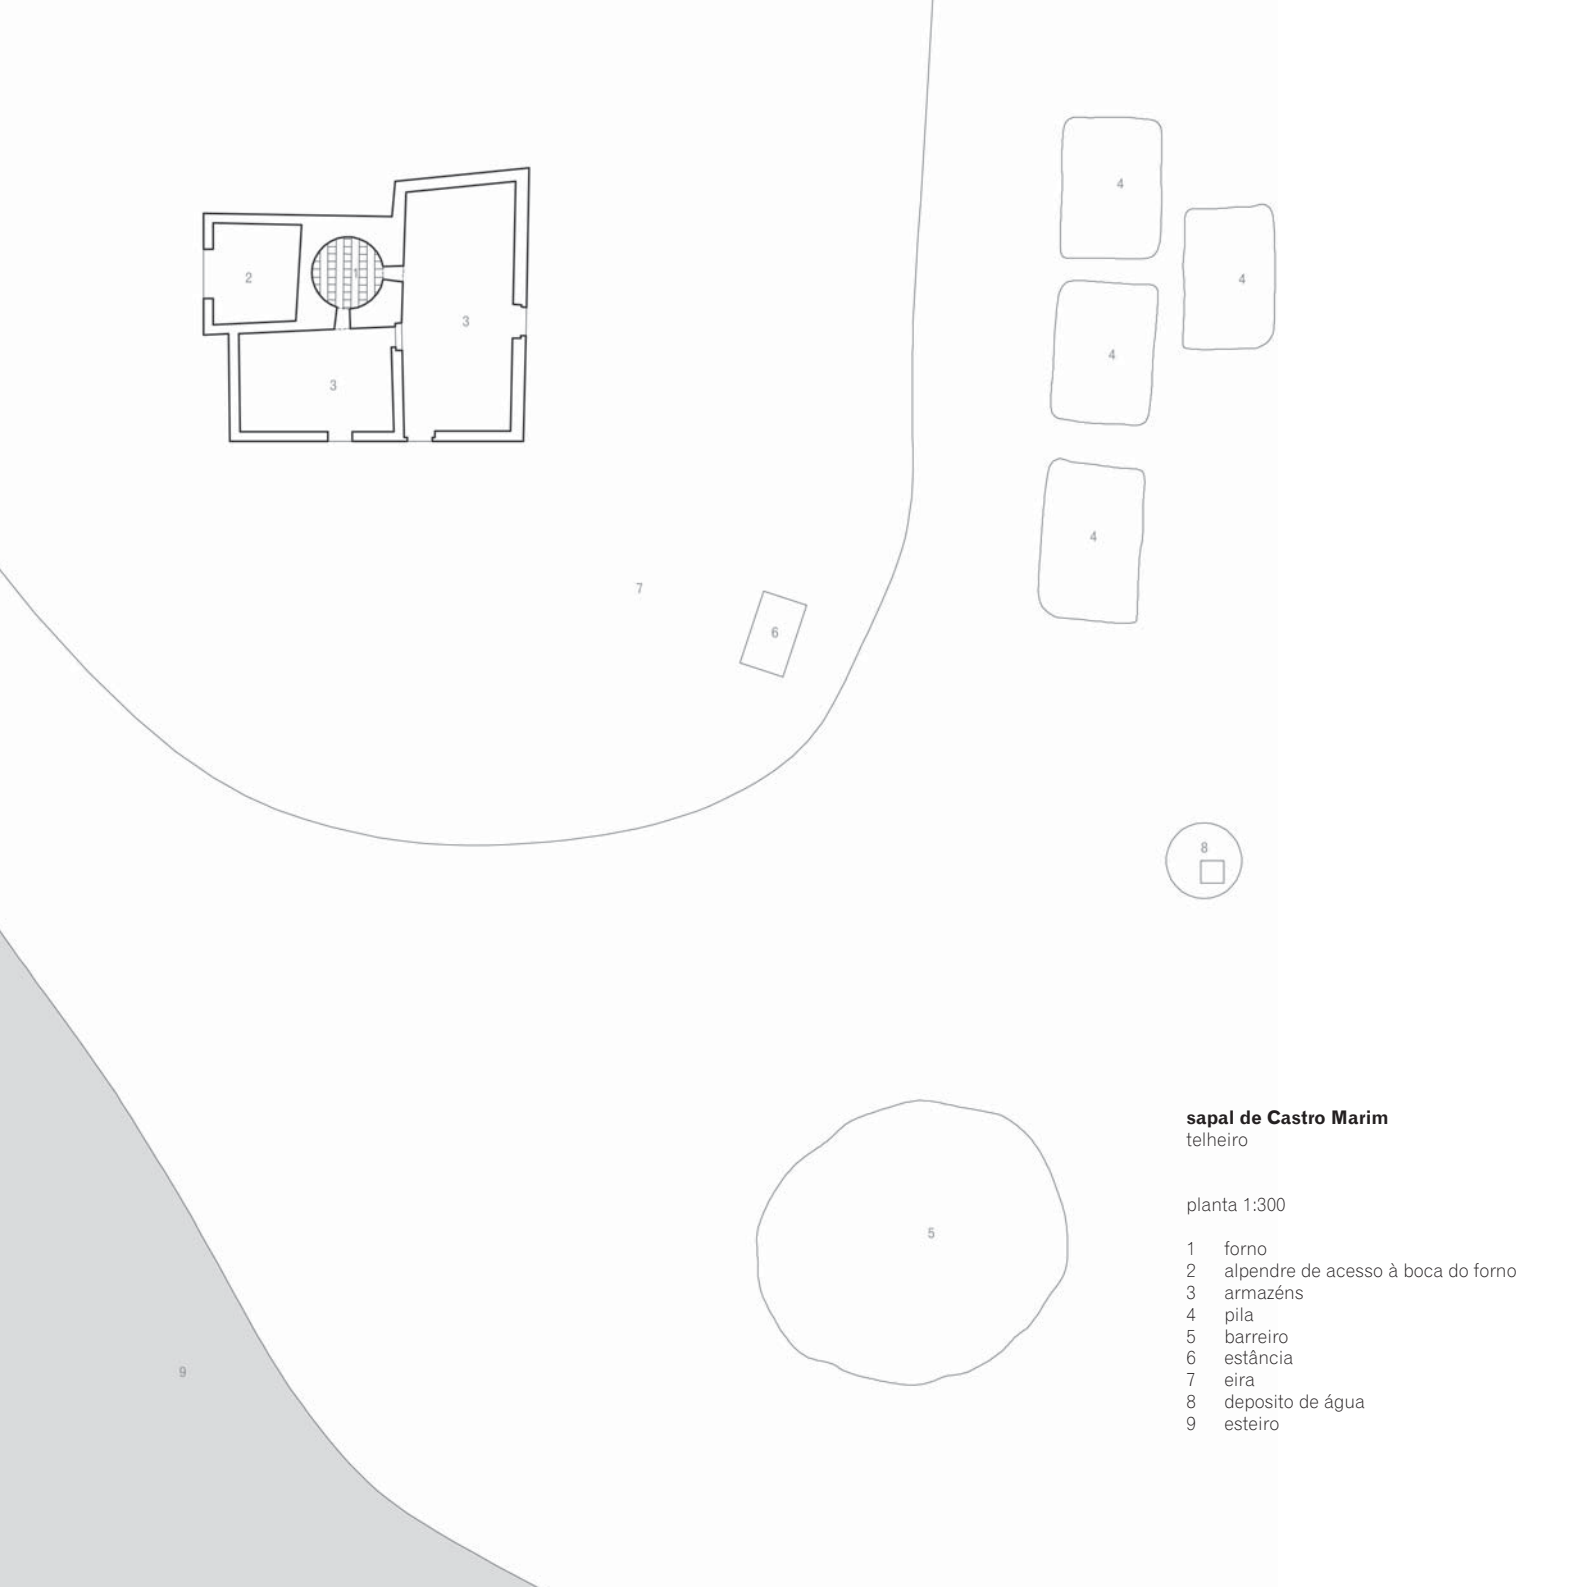 4
4
2
1
3
4
3
4
7
6
8
5
9
sapal de Castro Marim
telheiro
planta 1:300
1 forno
2 alpendre de acesso à boca do forno
3 armazéns
4 pila
5 barreiro
6 estância
7 eira
8 deposito de água
9 esteiro